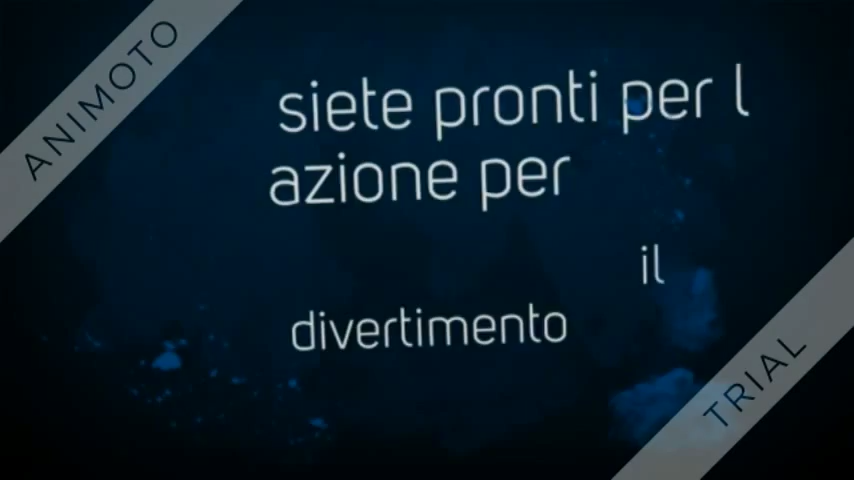 ANIMOTO
siete pronti per l
azione per
il
divertimento
TRIAL